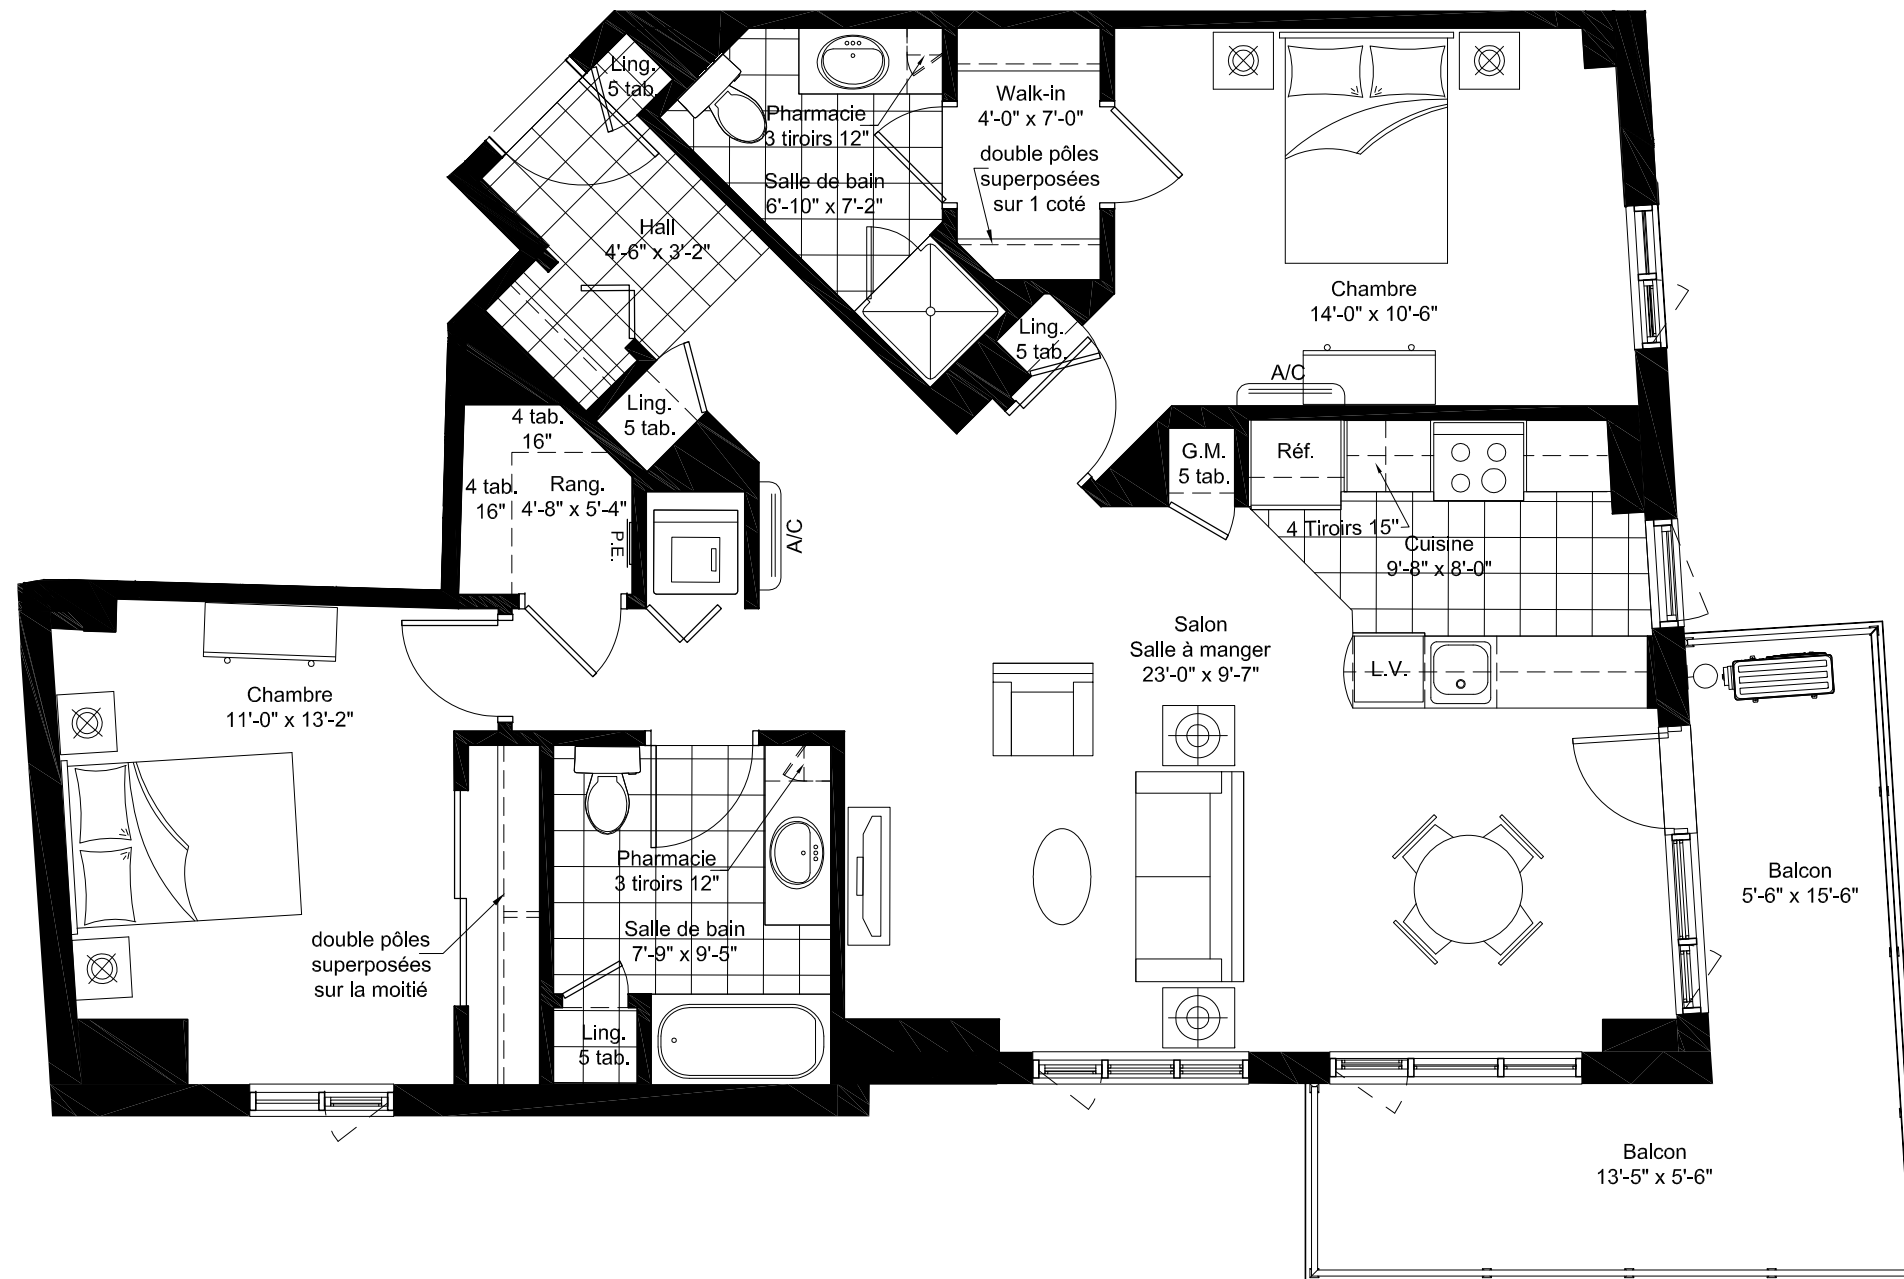 Ling.
5 tab.
Pharmacie
3 tiroirs 12"
Salle de bain
6'-10" x 7'-2"
Walk-in
4'-0" x 7'-0"
double pôles
superposées
sur 1 coté
Hall
4'-6" x 3'-2"
Chambre
14'-0" x 10'-6"
Ling.
5 tab.
A/C
Ling.
5 tab.
4 tab.
16"
4 tab.
16"
Rang.
4'-8" x 5'-4"
P.E.
A/C
G.M.
5 tab.
Réf.
4 Tiroirs 15"
Cuisine
9'-8" x 8'-0"
Salon
Salle à manger
23'-0" x 9'-7"
L.V.
Chambre
11'-0" x 13'-2"
Pharmacie
3 tiroirs 12"
Salle de bain
7'-9" x 9'-5"
double pôles
superposées
sur la moitié
Ling.
5 tab.
Balcon
5'-6" x 15'-6"
Balcon
13'-5" x 5'-6"